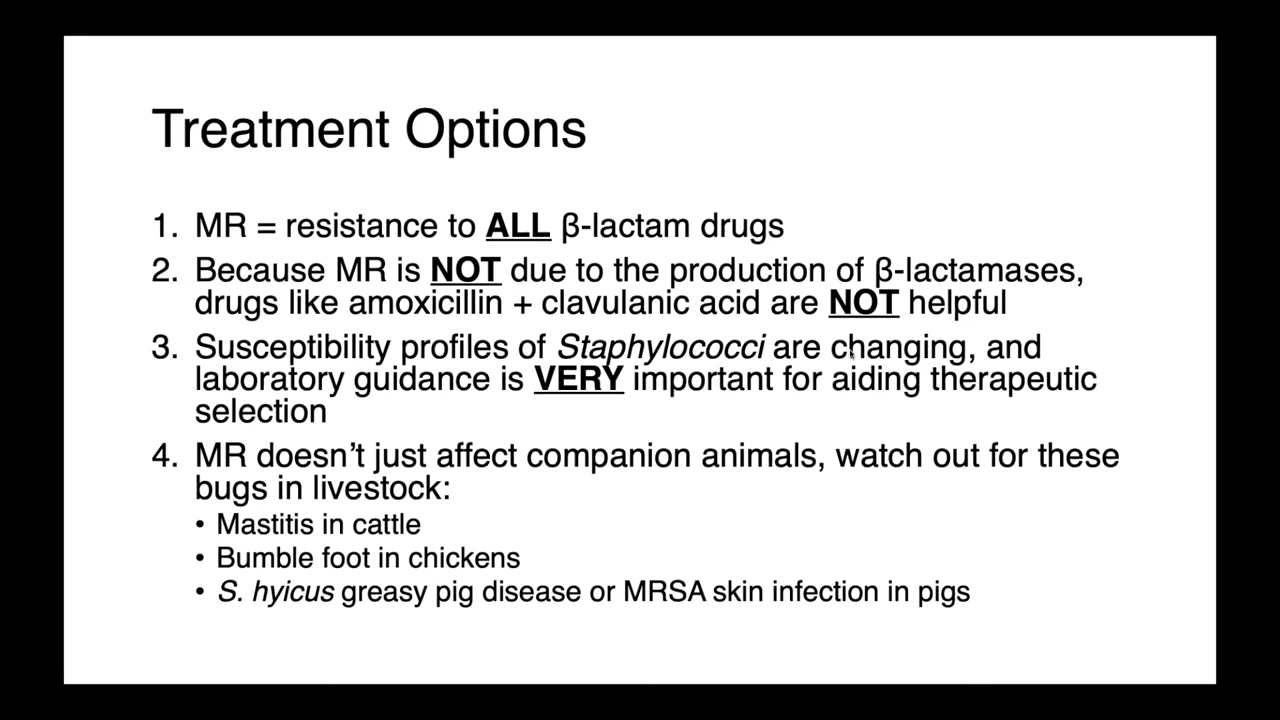 Treatment Options
1. MR = resistance to ALL β-lactam drugs
2. Because MR is NOT due to the production of β-lactamases,
drugs like amoxicillin + clavulanic acid are NOT helpful
3. Susceptibility profiles of Staphylococci are changing, and
laboratory guidance is VERY important for aiding therapeutic
selection
4. MR doesn’t just affect companion animals, watch out for these
bugs in livestock:
• Mastitis in cattle
• Bumble foot in chickens
• S. hyicus greasy pig disease or MRSA skin infection in pigs